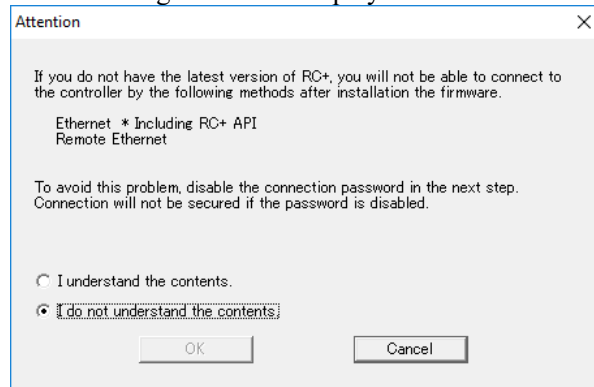 Attention
If you do not have the latest version of RC+, you will not be able to connect to
the controller by the following methods after installation the firmware.
Ethernet * Including RC+ API
Remote Ethernet
To avoid this problem, disable the connection password in the next step.
Connection will not be secured if the password is disabled.
I understand the contents.
I do not understand the contents.
OK Cancel